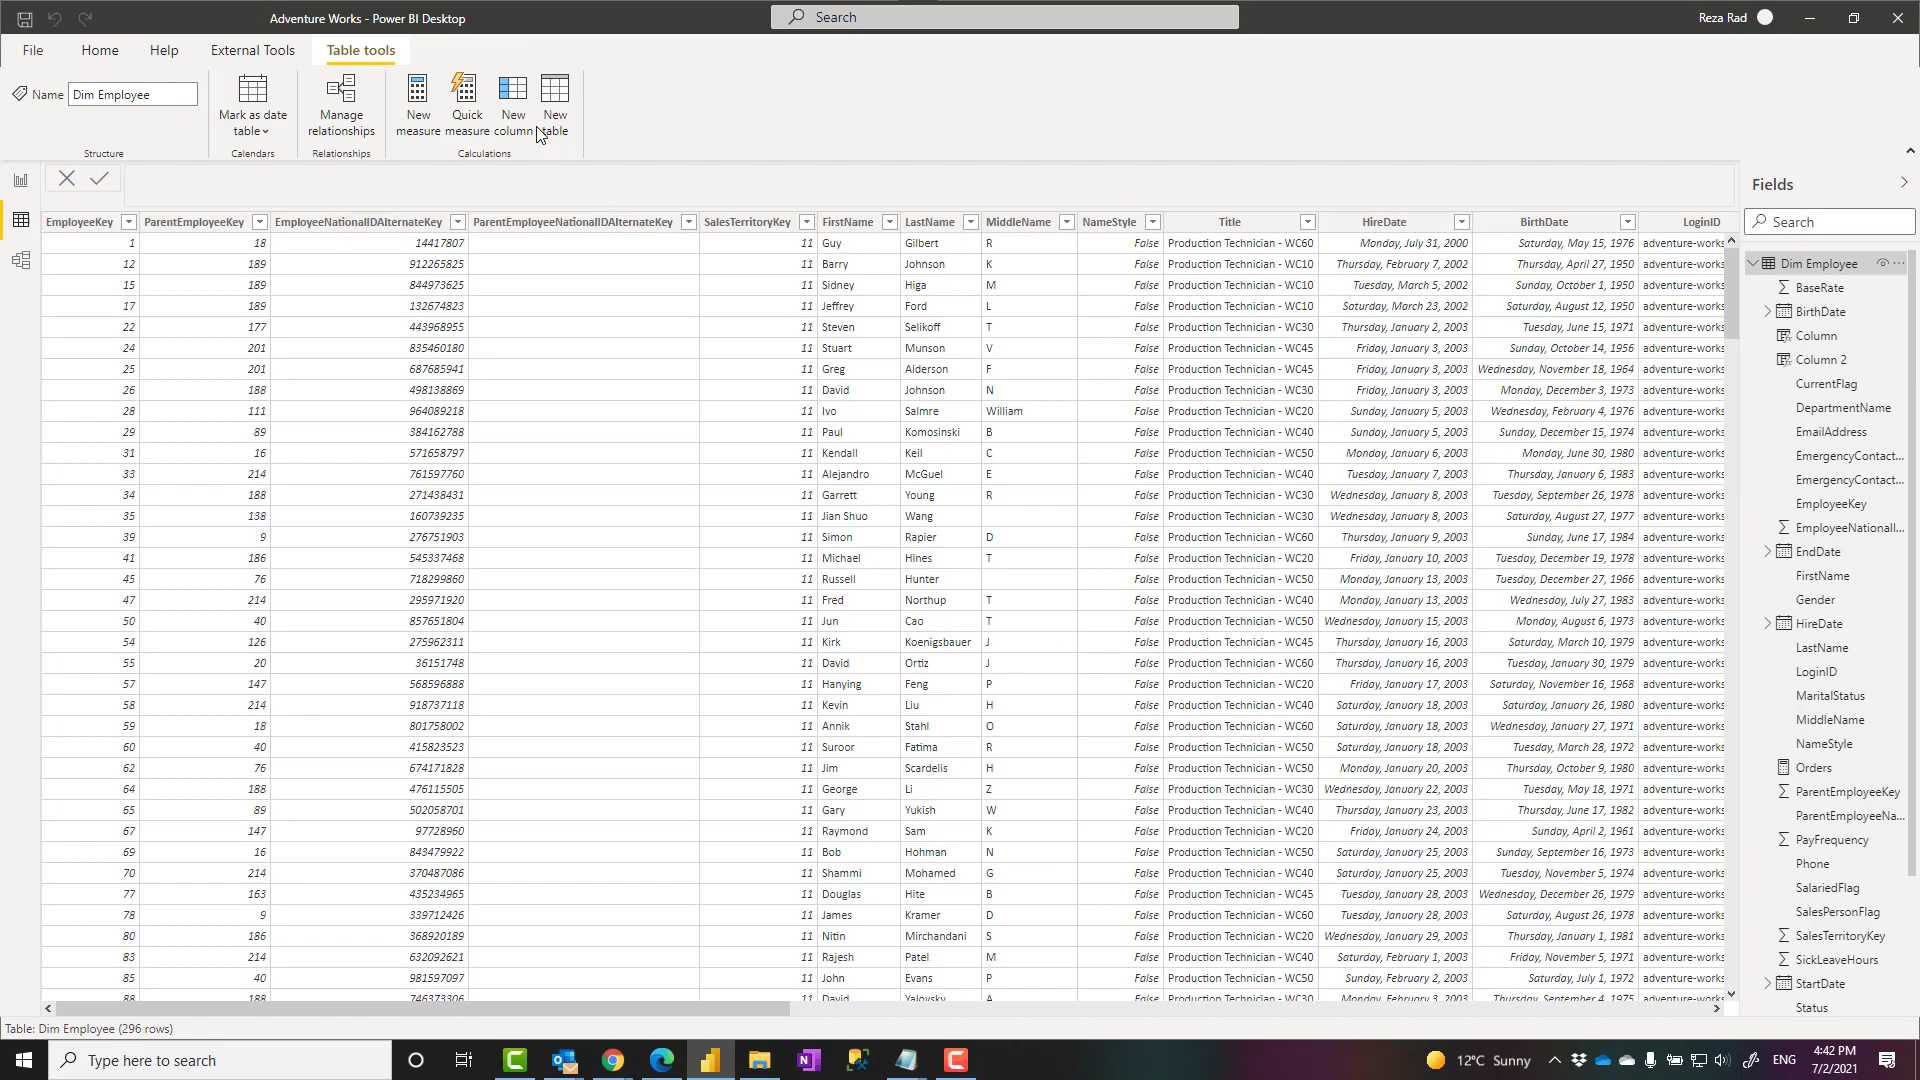 Adventure Works - Power BI Desktop
Search
Reza Rad
File Home Help External Tools Table tools
Name Dim Employee
Mark as date table
Manage relationships
New measure
Quick measure
New column
New table
Structure Calendars Relationships Calculations
Fields
Search
EmployeeKey ParentEmployeeKey EmployeeNationalIDAlternateKey ParentEmployeeNationalIDAlternateKey SalesTerritoryKey FirstName LastName MiddleName NameStyle Title HireDate BirthDate LoginID
1 18 14417807 11 Guy Gilbert R False Production Technician - WC60 Monday, July 31, 2000 Saturday, May 15, 1976 adventure-works
12 189 912265825 11 Barry Johnson K False Production Technician - WC10 Thursday, February 7, 2002 Thursday, April 27, 1950 adventure-works
15 189 844973625 11 Sidney Higa M False Production Technician - WC10 Tuesday, March 5, 2002 Sunday, October 1, 1950 adventure-works
17 189 132674823 11 Jeffrey Ford L False Production Technician - WC10 Saturday, March 23, 2002 Saturday, August 12, 1950 adventure-works
22 177 443968955 11 Steven Selikoff T False Production Technician - WC30 Thursday, January 2, 2003 Tuesday, June 15, 1971 adventure-works
24 201 835460180 11 Stuart Munson V False Production Technician - WC45 Friday, January 3, 2003 Sunday, October 14, 1956 adventure-works
25 201 687685941 11 Greg Alderson F False Production Technician - WC45 Friday, January 3, 2003 Wednesday, November 18, 1964 adventure-works
26 188 498138869 11 David Johnson N False Production Technician - WC30 Friday, January 3, 2003 Monday, December 3, 1973 adventure-works
28 111 964089218 11 Ivo Salmre William False Production Technician - WC20 Sunday, January 5, 2003 Wednesday, February 4, 1976 adventure-works
29 89 384162788 11 Paul Komosinski B False Production Technician - WC40 Sunday, January 5, 2003 Sunday, December 15, 1974 adventure-works
31 16 571658797 11 Kendall Keil C False Production Technician - WC50 Monday, January 6, 2003 Monday, June 30, 1980 adventure-works
33 214 761597760 11 Alejandro McGuel E False Production Technician - WC40 Tuesday, January 7, 2003 Thursday, January 6, 1983 adventure-works
34 188 271438431 11 Garrett Young R False Production Technician - WC30 Wednesday, January 8, 2003 Tuesday, September 26, 1978 adventure-works
35 138 160739235 11 Jian Shuo Wang False Production Technician - WC30 Wednesday, January 8, 2003 Saturday, August 27, 1977 adventure-works
39 9 276751903 11 Simon Rapier D False Production Technician - WC60 Thursday, January 9, 2003 Sunday, June 17, 1984 adventure-works
41 186 545337468 11 Michael Hines T False Production Technician - WC20 Friday, January 10, 2003 Tuesday, December 19, 1978 adventure-works
45 76 718299860 11 Russell Hunter False Production Technician - WC50 Monday, January 13, 2003 Tuesday, December 27, 1966 adventure-works
47 214 295971920 11 Fred Northup T False Production Technician - WC40 Monday, January 13, 2003 Wednesday, July 27, 1983 adventure-works
50 40 857651804 11 Jun Cao T False Production Technician - WC50 Wednesday, January 15, 2003 Monday, August 6, 1973 adventure-works
54 126 275962311 11 Kirk Koenigsbauer J False Production Technician - WC45 Thursday, January 16, 2003 Saturday, March 10, 1979 adventure-works
55 20 36151748 11 David Ortiz J False Production Technician - WC60 Thursday, January 16, 2003 Tuesday, January 30, 1979 adventure-works
57 147 568596888 11 Hanying Feng P False Production Technician - WC20 Friday, January 17, 2003 Saturday, November 16, 1968 adventure-works
58 214 918737118 11 Kevin Liu H False Production Technician - WC40 Saturday, January 18, 2003 Saturday, January 26, 1980 adventure-works
59 18 801758002 11 Annik Stahl O False Production Technician - WC60 Saturday, January 18, 2003 Wednesday, January 27, 1971 adventure-works
60 40 415823523 11 Suroor Fatima R False Production Technician - WC50 Saturday, January 18, 2003 Tuesday, March 28, 1972 adventure-works
62 76 674171828 11 Jim Scardelis H False Production Technician - WC50 Monday, January 20, 2003 Thursday, October 9, 1980 adventure-works
64 188 476115505 11 George Li Z False Production Technician - WC30 Wednesday, January 22, 2003 Tuesday, May 18, 1971 adventure-works
65 89 502058701 11 Gary Yukish W False Production Technician - WC40 Thursday, January 23, 2003 Thursday, June 17, 1982 adventure-works
67 147 97728960 11 Raymond Sam K False Production Technician - WC20 Friday, January 24, 2003 Sunday, April 2, 1961 adventure-works
69 16 843479922 11 Bob Hohman N False Production Technician - WC50 Saturday, January 25, 2003 Sunday, September 16, 1973 adventure-works
70 214 370487086 11 Shammi Mohamed G False Production Technician - WC40 Saturday, January 25, 2003 Tuesday, November 5, 1974 adventure-works
77 163 435234965 11 Douglas Hite B False Production Technician - WC45 Tuesday, January 28, 2003 Wednesday, December 26, 1979 adventure-works
78 9 339712426 11 James Kramer D False Production Technician - WC60 Tuesday, January 28, 2003 Saturday, August 26, 1978 adventure-works
80 186 368920189 11 Nitin Mirchandani S False Production Technician - WC20 Wednesday, January 29, 2003 Thursday, January 1, 1981 adventure-works
83 214 632092621 11 Rajesh Patel M False Production Technician - WC40 Saturday, February 1, 2003 Friday, November 5, 1971 adventure-works
85 40 981597097 11 John Evans P False Production Technician - WC50 Sunday, February 2, 2003 Saturday, July 1, 1972 adventure-works
88 188 746373306 11 David Yalovsky A False Production Technician - WC30 Monday, February 3, 2003 Thursday, September 4, 1975 adventure-works
Dim Employee
BaseRate
BirthDate
Column
Column 2
CurrentFlag
DepartmentName
EmailAddress
EmergencyContact...
EmergencyContact...
EmployeeKey
EmployeeNationalI...
EndDate
FirstName
Gender
HireDate
LastName
LoginID
MaritalStatus
MiddleName
NameStyle
Orders
ParentEmployeeKey
ParentEmployeeNa...
PayFrequency
Phone
SalariedFlag
SalesPersonFlag
SalesTerritoryKey
SickLeaveHours
StartDate
Status
Table: Dim Employee (296 rows)
Type here to search
12°C Sunny
ENG
4:42 PM
7/2/2021